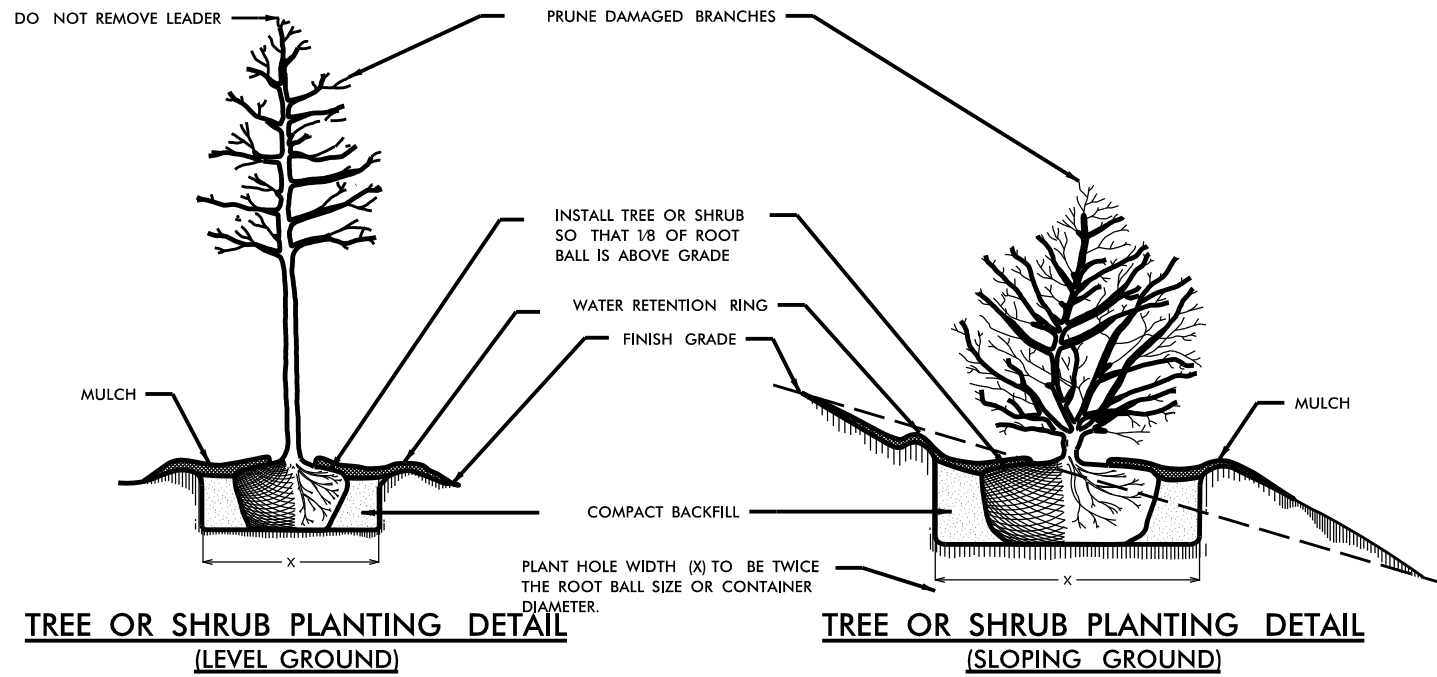 DO NOT REMOVE LEADER
PRUNE DAMAGED BRANCHES
INSTALL TREE OR SHRUB
SO THAT 1/8 OF ROOT
BALL IS ABOVE GRADE
WATER RETENTION RING
FINISH GRADE
MULCH
MULCH
COMPACT BACKFILL
X
X
PLANT HOLE WIDTH (X) TO BE TWICE
THE ROOT BALL SIZE OR CONTAINER
DIAMETER.
TREE OR SHRUB PLANTING DETAIL
(LEVEL GROUND)
TREE OR SHRUB PLANTING DETAIL
(SLOPING GROUND)